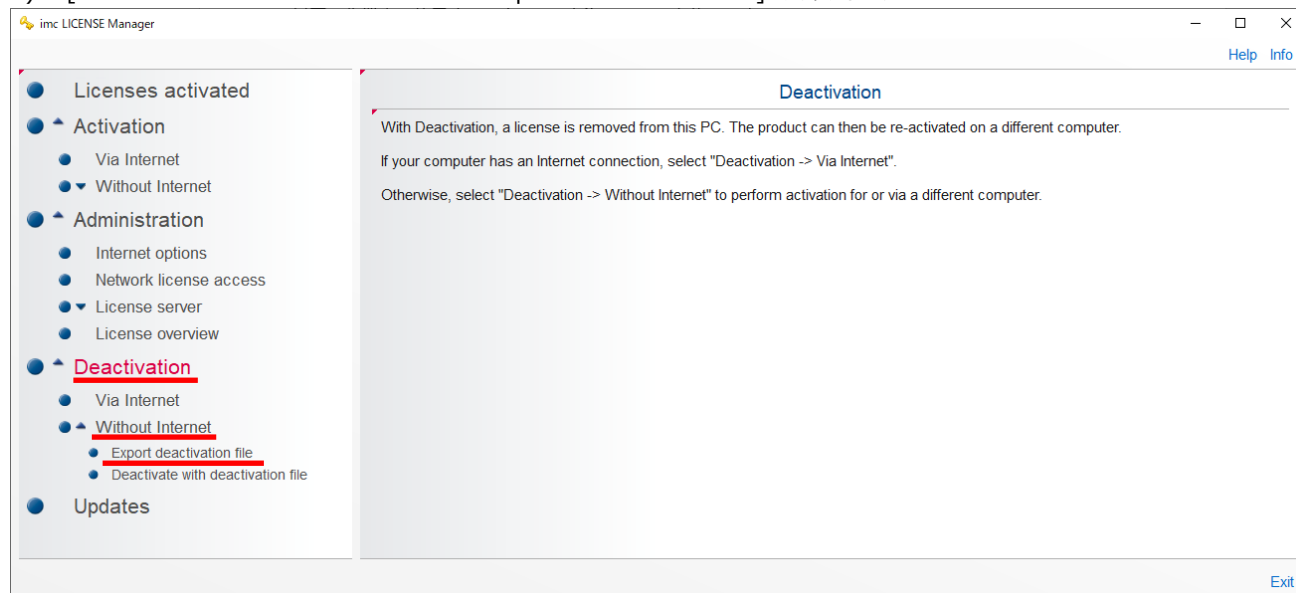 imc LICENSE Manager
Help Info
Licenses activated
Activation
Via Internet
Without Internet
Administration
Internet options
Network license access
License server
License overview
Deactivation
Via Internet
Without Internet
Export deactivation file
Deactivate with deactivation file
Updates
Deactivation
With Deactivation, a license is removed from this PC. The product can then be re-activated on a different computer.
If your computer has an Internet connection, select "Deactivation -> Via Internet".
Otherwise, select "Deactivation -> Without Internet" to perform activation for or via a different computer.
Exit